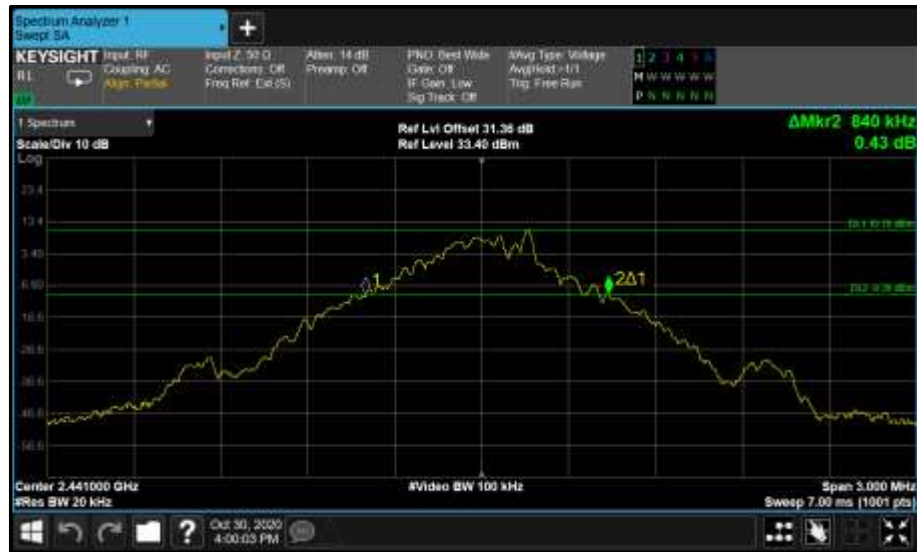 Spectrum Analyzer 1
Swept SA
+
KEYSIGHT
RL
Input: RF
Coupling: AC
Align: Partial
Input Z: 50 Ω
Corrections: Off
Freq Ref: Ext (S)
Atten: 14 dB
Preamp: Off
PNO: Best Wide
Gate: Off
IF Gain: Low
Sig Track: Off
#Avg Type: Voltage
Avg|Hold: 1/1
Trig: Free Run
1 2 3 4 5 6
M W W W W W
P N N N N N
1 Spectrum
Scale/Div 10 dB
Ref Lvl Offset 31.36 dB
Ref Level 33.40 dBm
ΔMkr2 840 kHz
0.43 dB
Log
23.4
13.4
3.40
-6.60
-16.6
-26.6
-36.6
-46.6
-56.6
1
2Δ1
Center 2.441000 GHz
#Res BW 20 kHz
#Video BW 100 kHz
Span 3.000 MHz
Sweep 7.00 ms (1001 pts)
?
Oct 30, 2020
4:00:03 PM